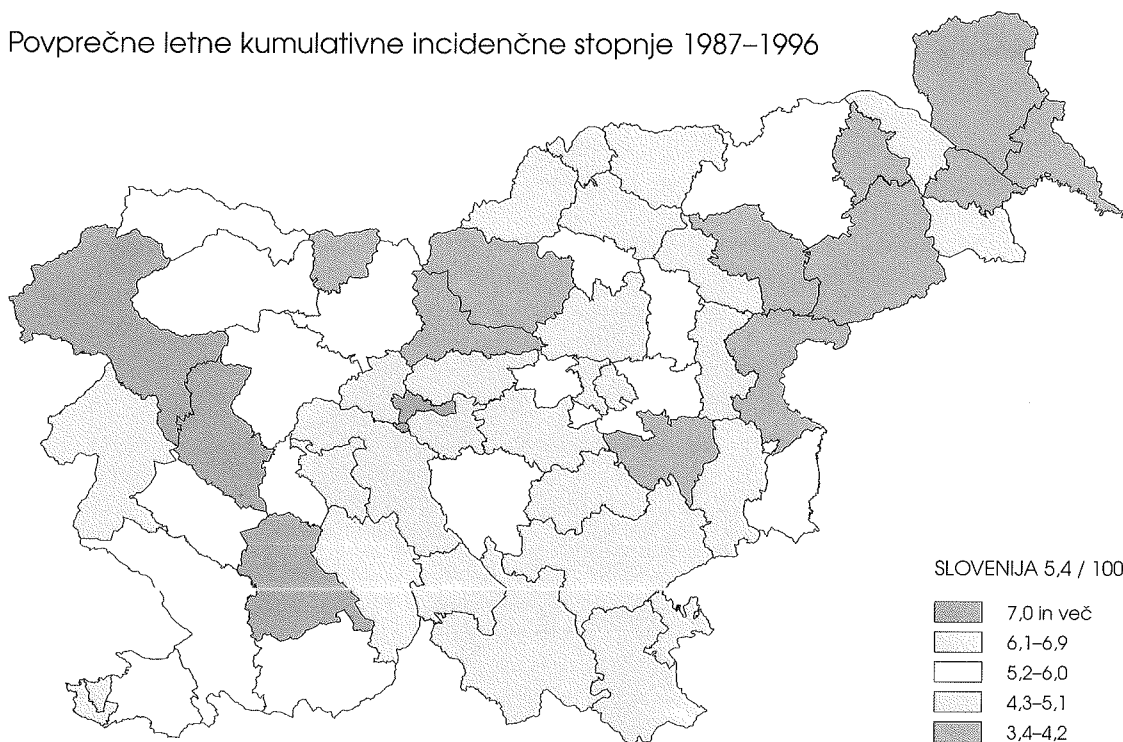 Povprečne letne kumulativne incidenčne stopnje 1987–1996
SLOVENIJA 5,4 / 100
7,0 in več
6,1–6,9
5,2–6,0
4,3–5,1
3,4–4,2